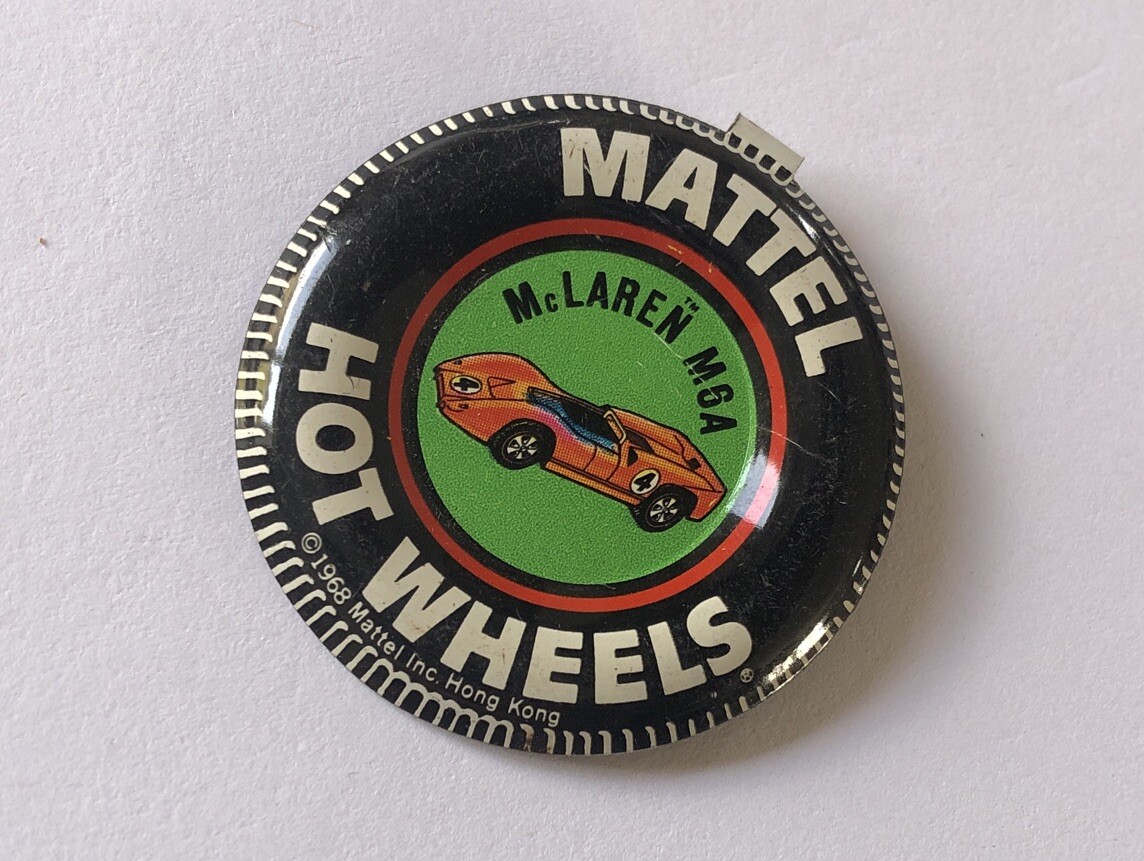 MATTEL
HOT WHEELS®
McLAREN™ M6A
4
4
©1968 Mattel Inc. Hong Kong